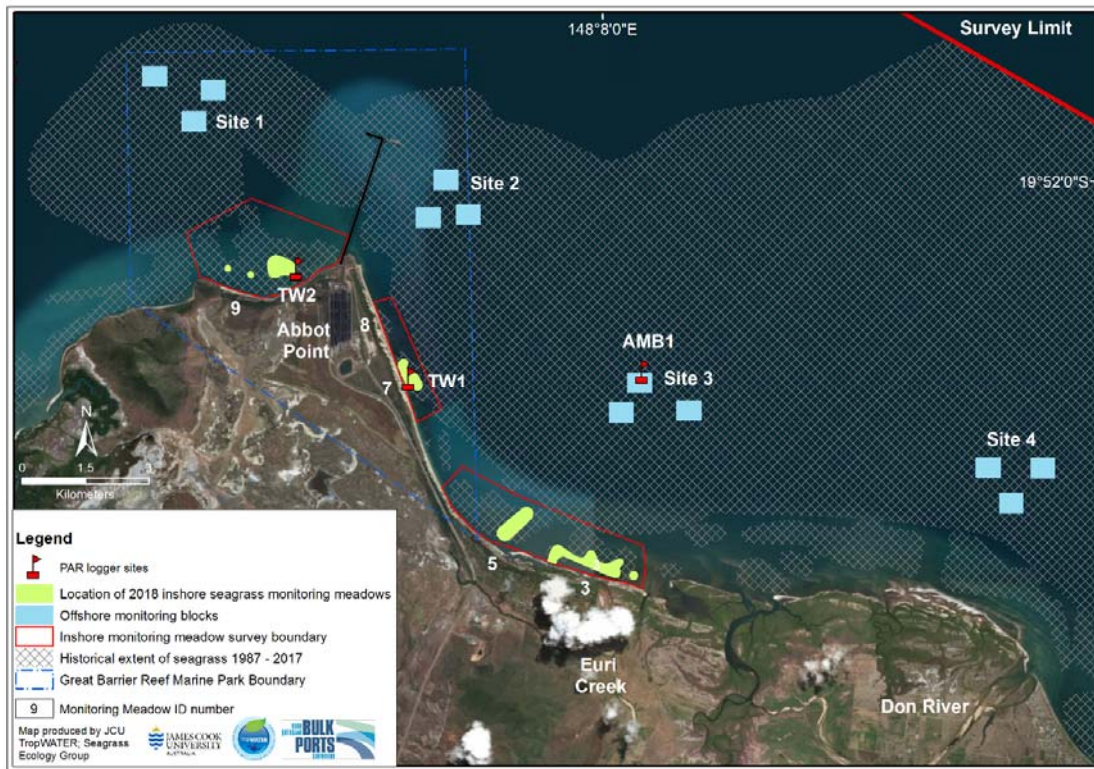 148°8'0"E
Survey Limit
Site 1
Site 2
19°52'0"S
9
TW2
Abbot
Point
8
7
TW1
AMB1
Site 3
Site 4
N
0 1.5 3
Kilometers
5
3
Euri
Creek
Don River
Legend
PAR logger sites
Location of 2018 inshore seagrass monitoring meadows
Offshore monitoring blocks
Inshore monitoring meadow survey boundary
Historical extent of seagrass 1987 - 2017
Great Barrier Reef Marine Park Boundary
9 Monitoring Meadow ID number
Map produced by JCU
TropWATER; Seagrass
Ecology Group
JAMES COOK
UNIVERSITY
AUSTRALIA
TropWATER
BULK
PORTS